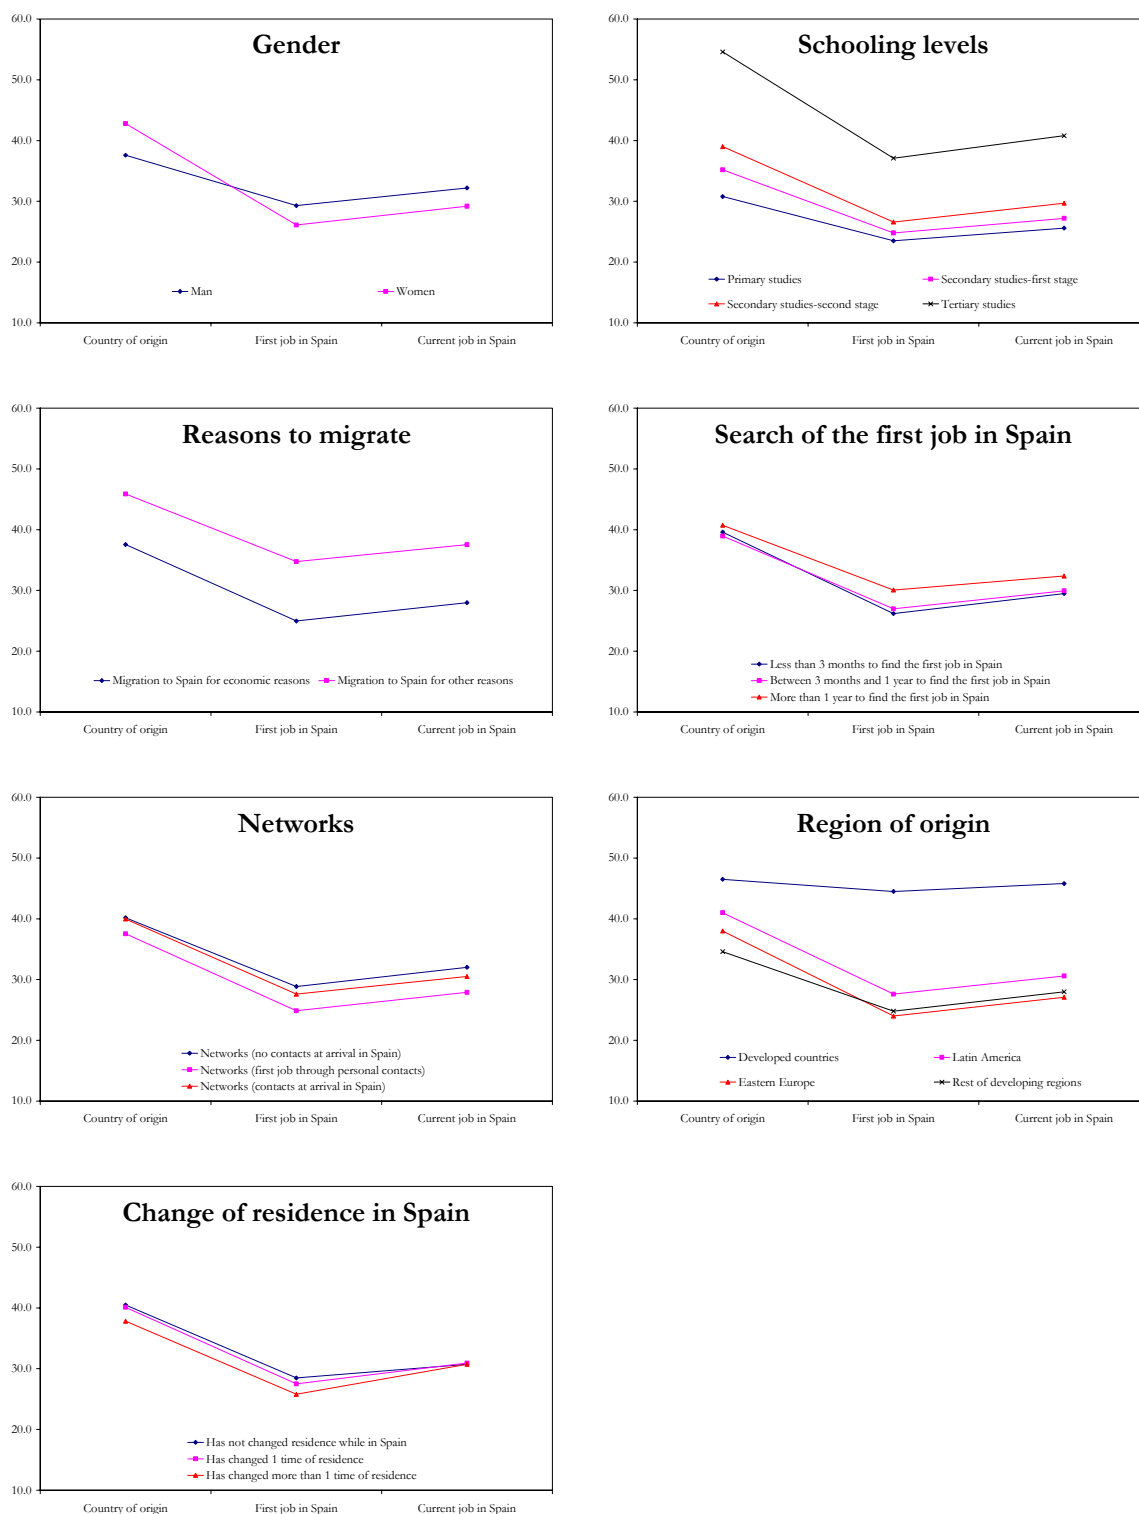 Gender
60.0
50.0
40.0
30.0
20.0
10.0
Man
Women
Country of origin
First job in Spain
Current job in Spain
Schooling levels
60.0
50.0
40.0
30.0
20.0
10.0
Primary studies
Secondary studies-first stage
Secondary studies-second stage
Tertiary studies
Country of origin
First job in Spain
Current job in Spain
Reasons to migrate
60.0
50.0
40.0
30.0
20.0
10.0
Migration to Spain for economic reasons
Migration to Spain for other reasons
Country of origin
First job in Spain
Current job in Spain
Search of the first job in Spain
60.0
50.0
40.0
30.0
20.0
10.0
Less than 3 months to find the first job in Spain
Between 3 months and 1 year to find the first job in Spain
More than 1 year to find the first job in Spain
Country of origin
First job in Spain
Current job in Spain
Networks
60.0
50.0
40.0
30.0
20.0
10.0
Networks (no contacts at arrival in Spain)
Networks (first job through personal contacts)
Networks (contacts at arrival in Spain)
Country of origin
First job in Spain
Current job in Spain
Region of origin
60.0
50.0
40.0
30.0
20.0
10.0
Developed countries
Latin America
Eastern Europe
Rest of developing regions
Country of origin
First job in Spain
Current job in Spain
Change of residence in Spain
60.0
50.0
40.0
30.0
20.0
10.0
Has not changed residence while in Spain
Has changed 1 time of residence
Has changed more than 1 time of residence
Country of origin
First job in Spain
Current job in Spain